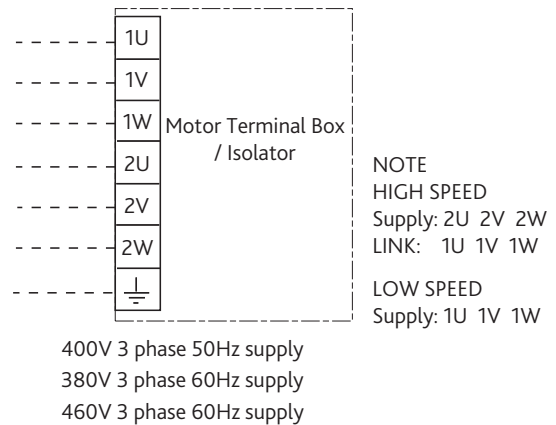 1U
1V
1W
2U
2V
2W
Motor Terminal Box
/ Isolator
NOTE
HIGH SPEED
Supply: 2U 2V 2W
LINK: 1U 1V 1W
LOW SPEED
Supply: 1U 1V 1W
400V 3 phase 50Hz supply
380V 3 phase 60Hz supply
460V 3 phase 60Hz supply